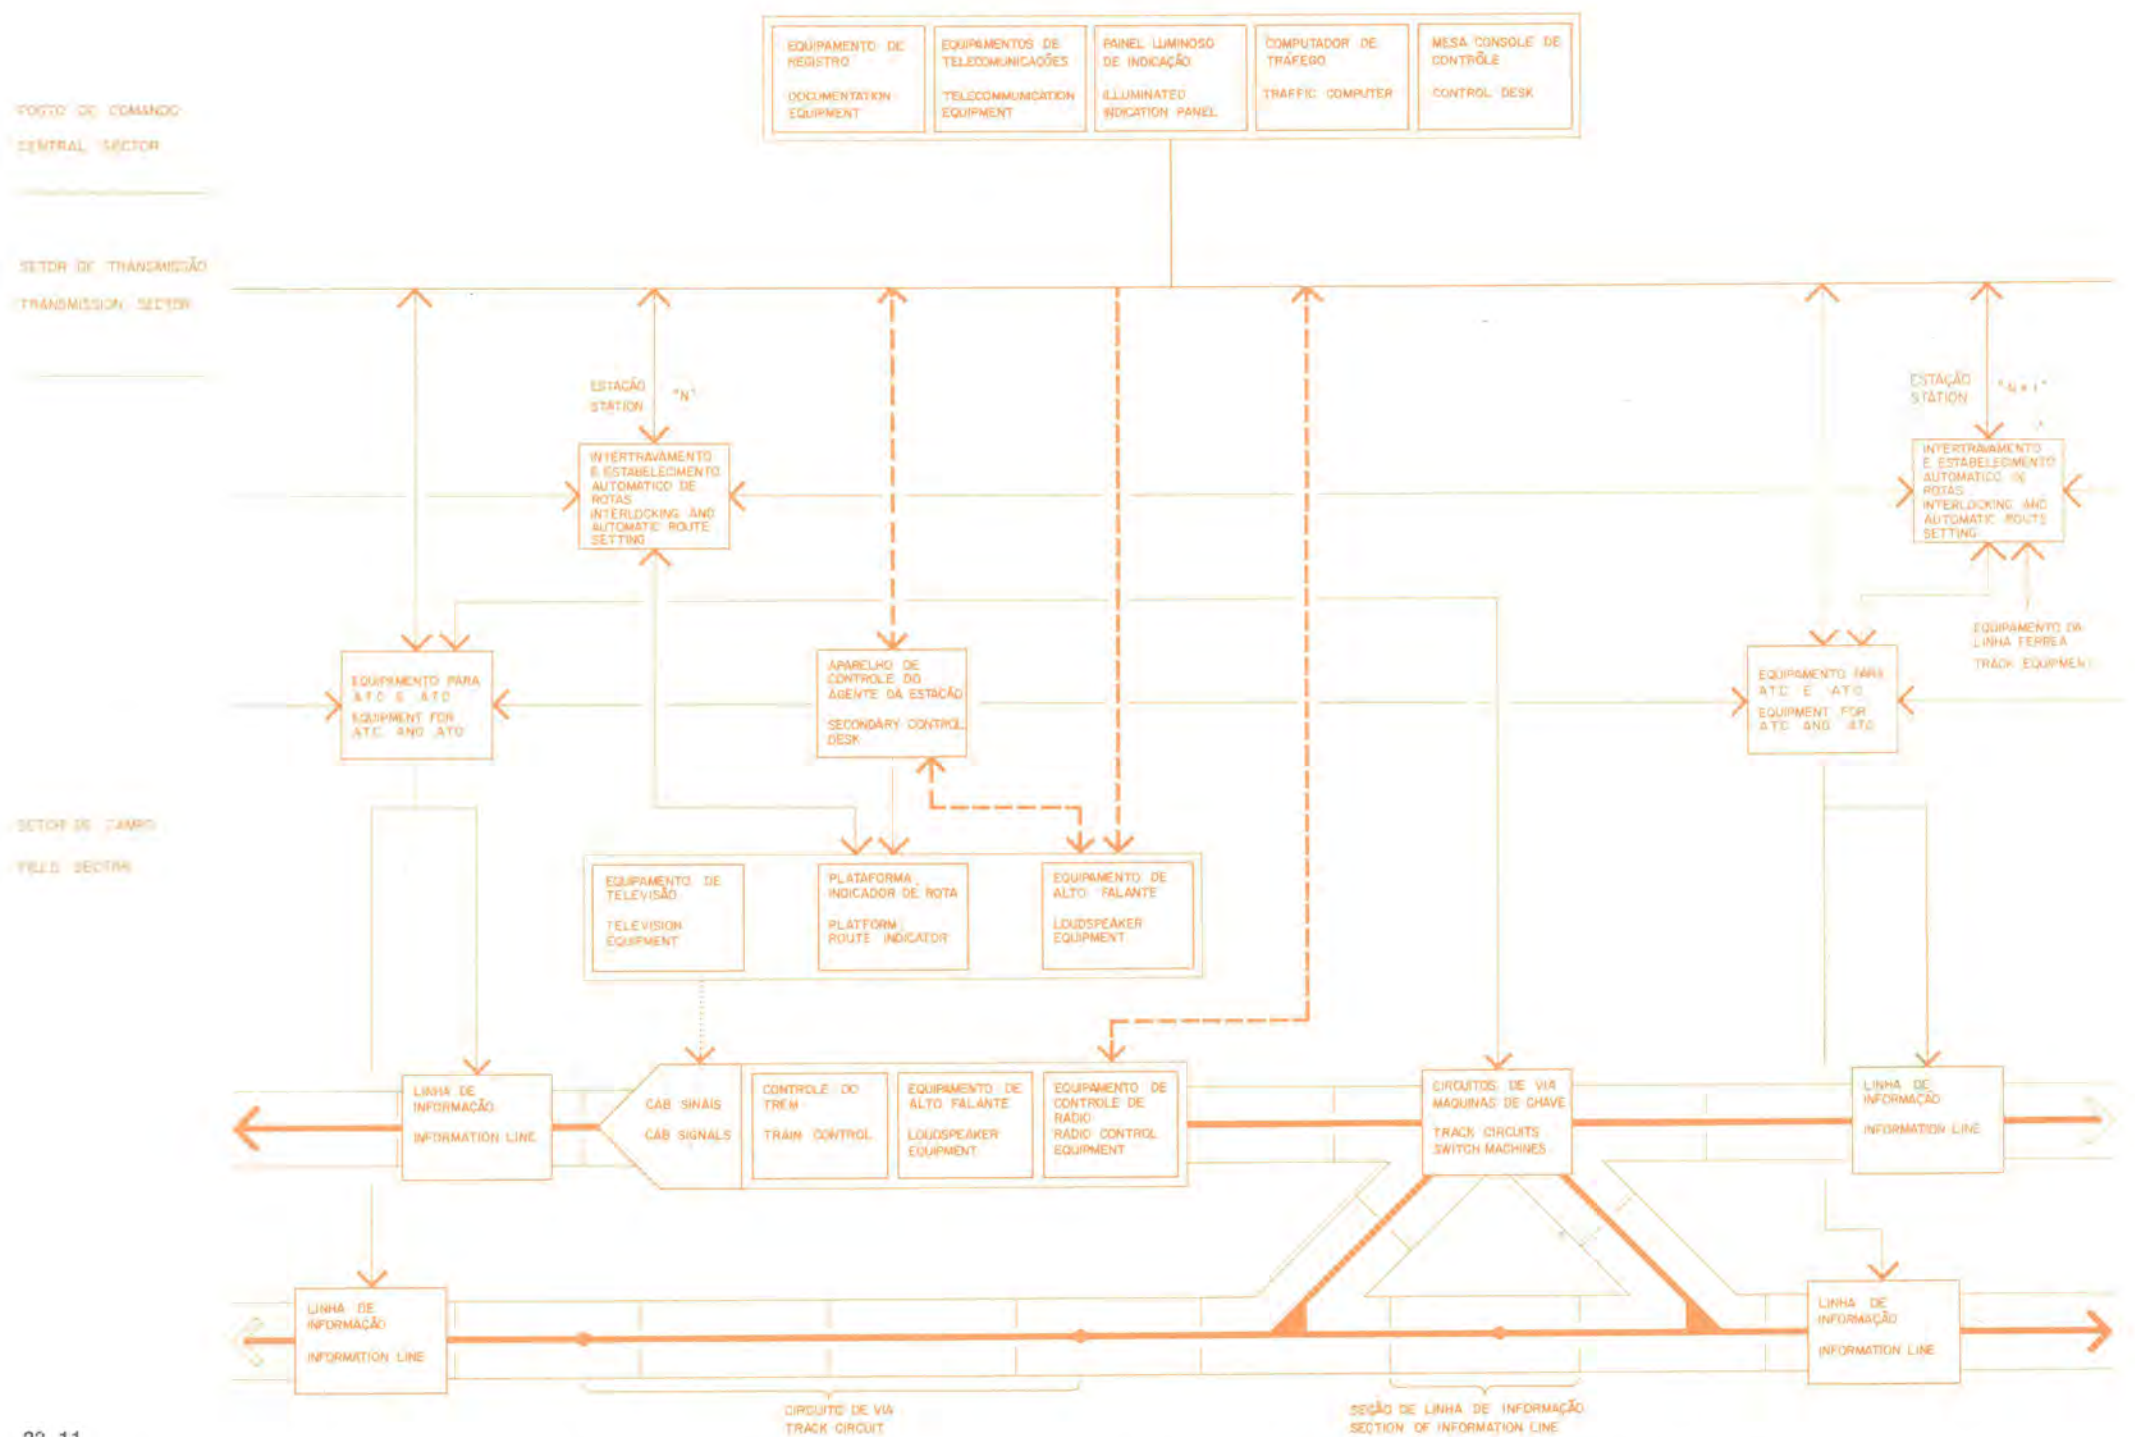 EQUIPAMENTO DE
REGISTRO
DOCUMENTATION
EQUIPMENT
EQUIPAMENTOS DE
TELECOMUNICAÇÕES
TELECOMMUNICATION
EQUIPMENT
PAINEL LUMINOSO
DE INDICAÇÃO
ILLUMINATED
INDICATION PANEL
COMPUTADOR DE
TRÁFEGO
TRAFFIC COMPUTER
MESA CONSOLE DE
CONTRÔLE
CONTROL DESK
POSTO DE COMANDO
CENTRAL SECTOR
SETOR DE TRANSMISSÃO
TRANSMISSION SECTOR
ESTAÇÃO
STATION "N"
ESTAÇÃO
STATION "N+1"
INTERTRAVAMENTO
E ESTABELECIMENTO
AUTOMATICO DE
ROTAS
INTERLOCKING AND
AUTOMATIC ROUTE
SETTING
INTERTRAVAMENTO
E ESTABELECIMENTO
AUTOMATICO DE
ROTAS
INTERLOCKING AND
AUTOMATIC ROUTE
SETTING
EQUIPAMENTO PARA
ATC E ATO
EQUIPMENT FOR
ATC AND ATO
APARELHO DE
CONTROLE DO
AGENTE DA ESTAÇÃO
SECONDARY CONTROL
DESK
EQUIPAMENTO PARA
ATC E ATO
EQUIPMENT FOR
ATC AND ATO
EQUIPAMENTO DA
LINHA FERREA
TRACK EQUIPMENT
SETOR DE CAMPO
FIELD SECTOR
EQUIPAMENTO DE
TELEVISÃO
TELEVISION
EQUIPMENT
PLATAFORMA
INDICADOR DE ROTA
PLATFORM
ROUTE INDICATOR
EQUIPAMENTO DE
ALTO FALANTE
LOUDSPEAKER
EQUIPMENT
LINHA DE
INFORMAÇÃO
INFORMATION LINE
CAB SINAIS
CAB SIGNALS
CONTROLE DO
TREM
TRAIN CONTROL
EQUIPAMENTO DE
ALTO FALANTE
LOUDSPEAKER
EQUIPMENT
EQUIPAMENTO DE
CONTROLE DE
RADIO
RADIO CONTROL
EQUIPMENT
CIRCUITOS DE VIA
MAQUINAS DE CHAVE
TRACK CIRCUITS
SWITCH MACHINES
LINHA DE
INFORMAÇÃO
INFORMATION LINE
LINHA DE
INFORMAÇÃO
INFORMATION LINE
LINHA DE
INFORMAÇÃO
INFORMATION LINE
CIRCUITO DE VIA
TRACK CIRCUIT
SEÇÃO DE LINHA DE INFORMAÇÃO
SECTION OF INFORMATION LINE